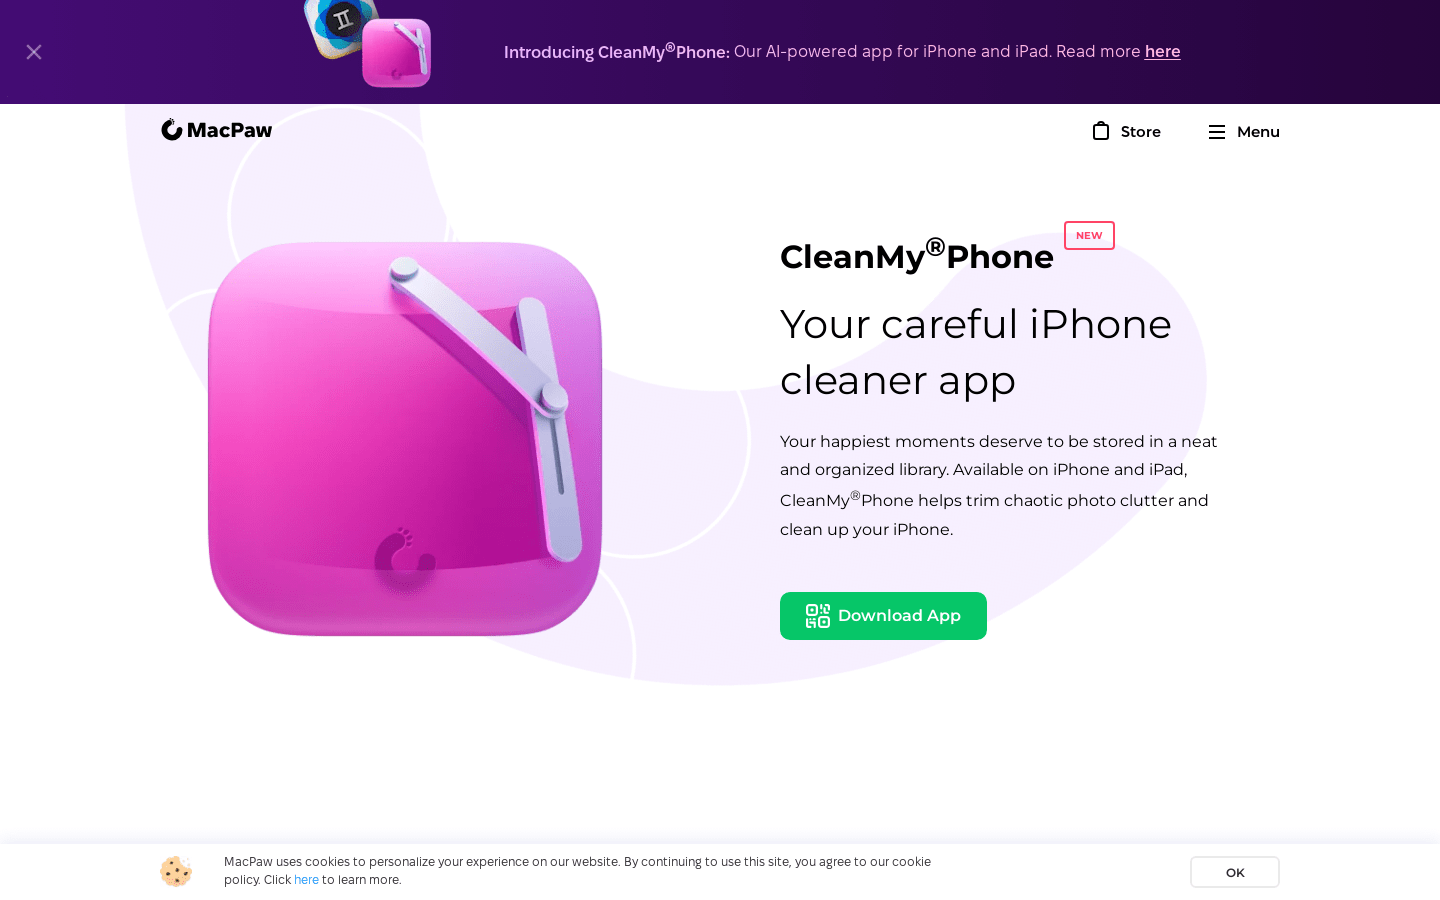 Introducing CleanMy®Phone: Our AI-powered app for iPhone and iPad. Read more here
MacPaw
Store
Menu
CleanMy®Phone
NEW
Your careful iPhone
cleaner app
Your happiest moments deserve to be stored in a neat
and organized library. Available on iPhone and iPad,
CleanMy®Phone helps trim chaotic photo clutter and
clean up your iPhone.
Download App
MacPaw uses cookies to personalize your experience on our website. By continuing to use this site, you agree to our cookie
policy. Click here to learn more.
OK